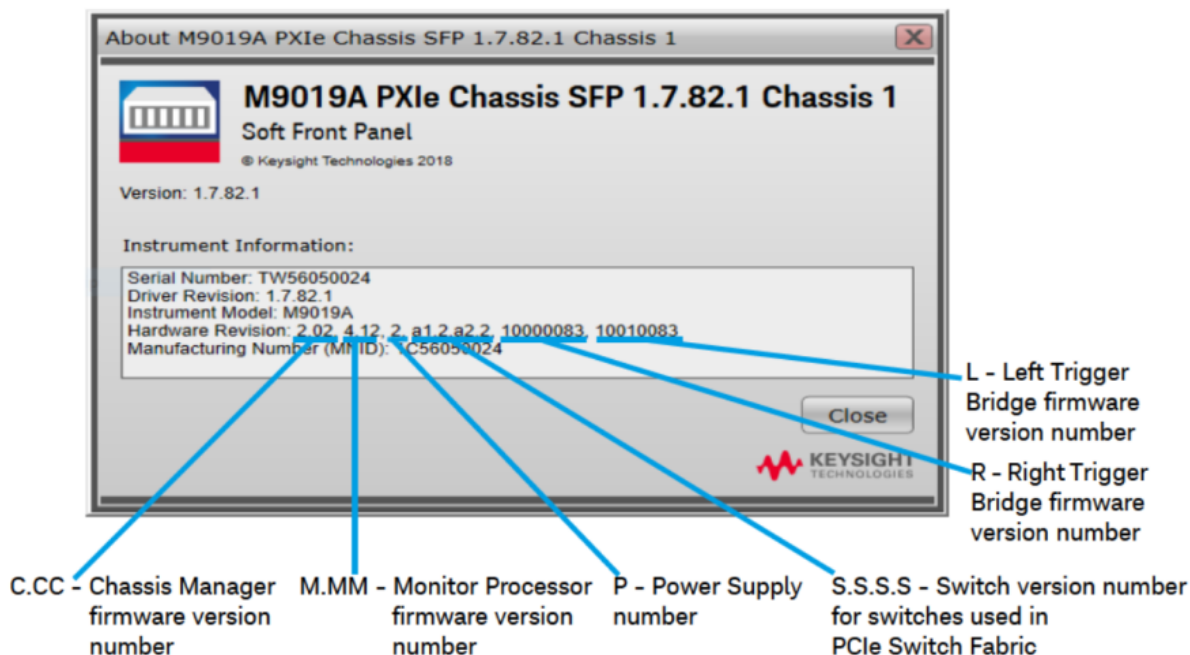 About M9019A PXIe Chassis SFP 1.7.82.1 Chassis 1
M9019A PXIe Chassis SFP 1.7.82.1 Chassis 1
Soft Front Panel
© Keysight Technologies 2018
Version: 1.7.82.1
Instrument Information:
Serial Number: TW56050024
Driver Revision: 1.7.82.1
Instrument Model: M9019A
Hardware Revision: 2.02, 4.12, 2, a1.2.a2.2, 10000083, 10010083,
Manufacturing Number (MNID): TC56050024
Close
KEYSIGHT
TECHNOLOGIES
L - Left Trigger
Bridge firmware
version number
R - Right Trigger
Bridge firmware
version number
C.CC - Chassis Manager
firmware version
number
M.MM - Monitor Processor
firmware version
number
P - Power Supply
number
S.S.S.S - Switch version number
for switches used in
PCIe Switch Fabric